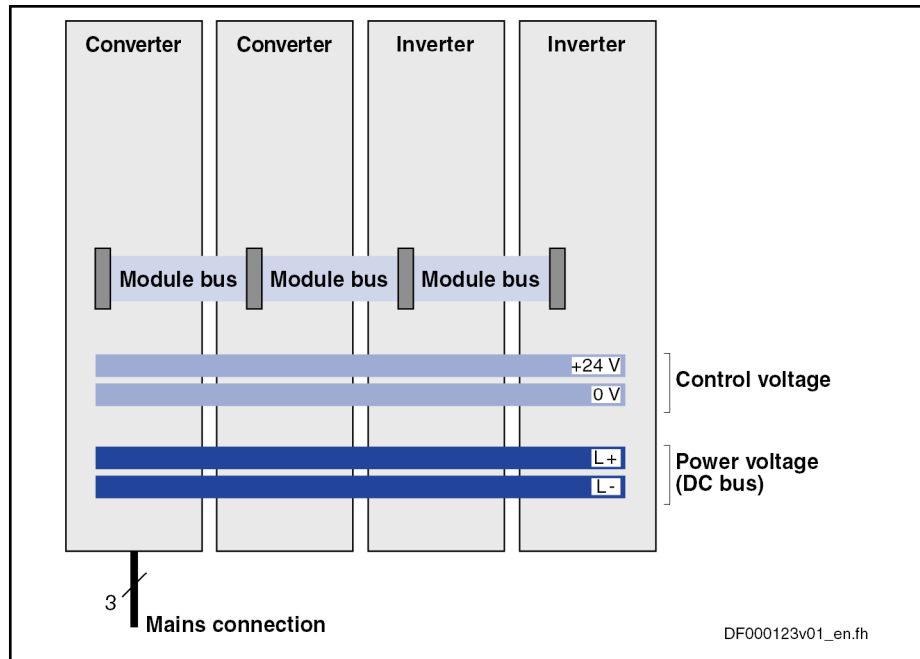 Converter
Converter
Inverter
Inverter
Module bus
Module bus
Module bus
+24 V
0 V
Control voltage
L+
L-
Power voltage
(DC bus)
3
Mains connection
DF000123v01_en.fh